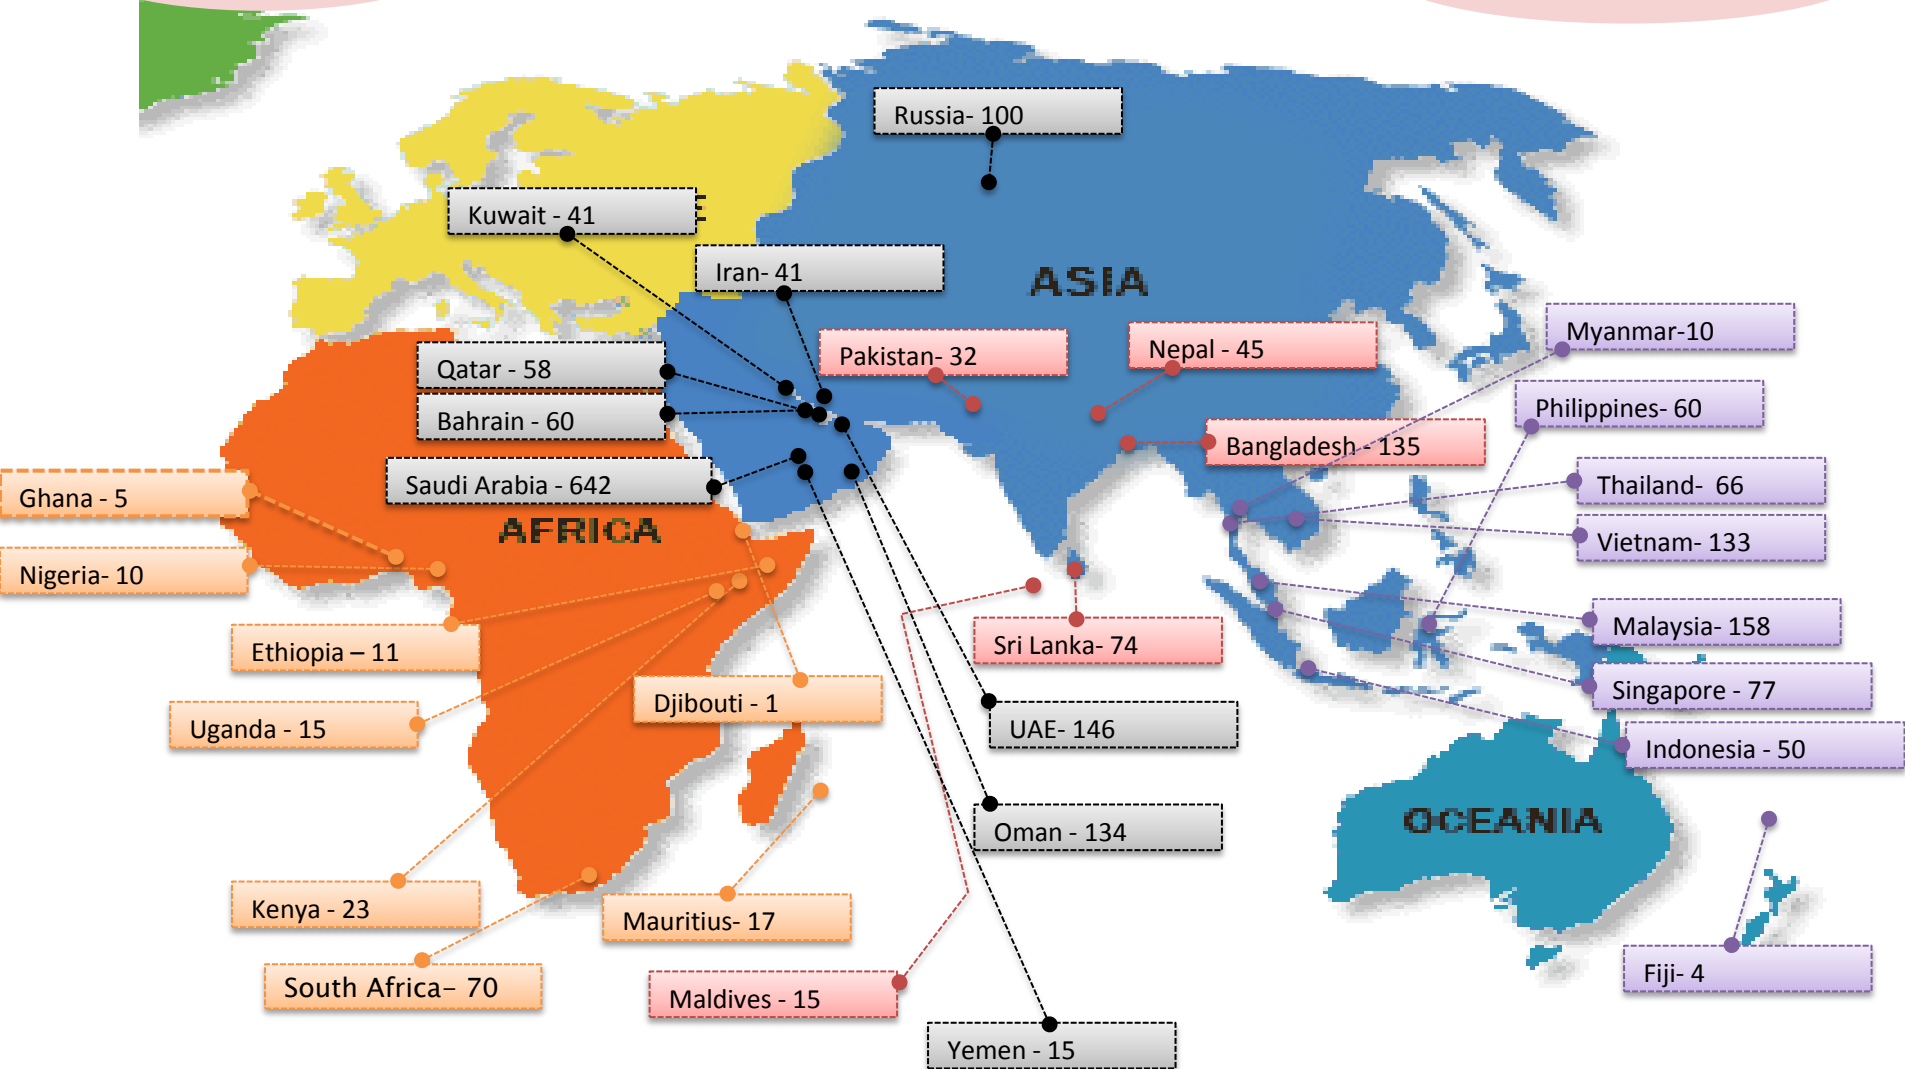 Russia- 100
Kuwait - 41
E
Iran- 41
ASIA
Myanmar-10
Pakistan- 32
Nepal - 45
Qatar - 58
Philippines- 60
Bahrain - 60
Bangladesh - 135
Saudi Arabia - 642
Thailand- 66
Ghana - 5
AFRICA
Vietnam- 133
Nigeria- 10
Malaysia- 158
Ethiopia – 11
Sri Lanka- 74
Singapore - 77
Djibouti - 1
Uganda - 15
UAE- 146
Indonesia - 50
OCEANIA
Oman - 134
Kenya - 23
Mauritius- 17
Fiji- 4
South Africa– 70
Maldives - 15
Yemen - 15